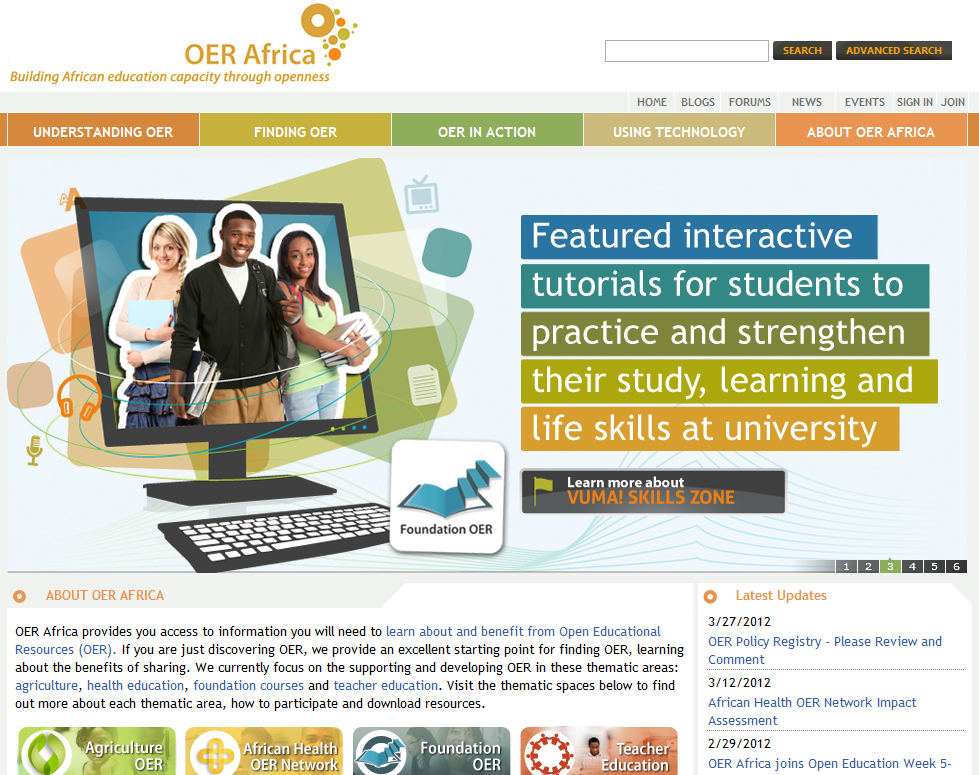 OER Africa
Building African education capacity through openness
SEARCH
ADVANCED SEARCH
HOME
BLOGS
FORUMS
NEWS
EVENTS
SIGN IN
JOIN
UNDERSTANDING OER
FINDING OER
OER IN ACTION
USING TECHNOLOGY
ABOUT OER AFRICA
Featured interactive
tutorials for students to
practice and strengthen
their study, learning and
life skills at university
Learn more about
VUMA! SKILLS ZONE
Foundation OER
1 2 3 4 5 6
ABOUT OER AFRICA
OER Africa provides you access to information you will need to learn about and benefit from Open Educational
Resources (OER). If you are just discovering OER, we provide an excellent starting point for finding OER, learning
about the benefits of sharing. We currently focus on the supporting and developing OER in these thematic areas:
agriculture, health education, foundation courses and teacher education. Visit the thematic spaces below to find
out more about each thematic area, how to participate and download resources.
Agriculture
OER
African Health
OER Network
Foundation
OER
Teacher
Education
Latest Updates
3/27/2012
OER Policy Registry - Please Review and
Comment
3/12/2012
African Health OER Network Impact
Assessment
2/29/2012
OER Africa joins Open Education Week 5-